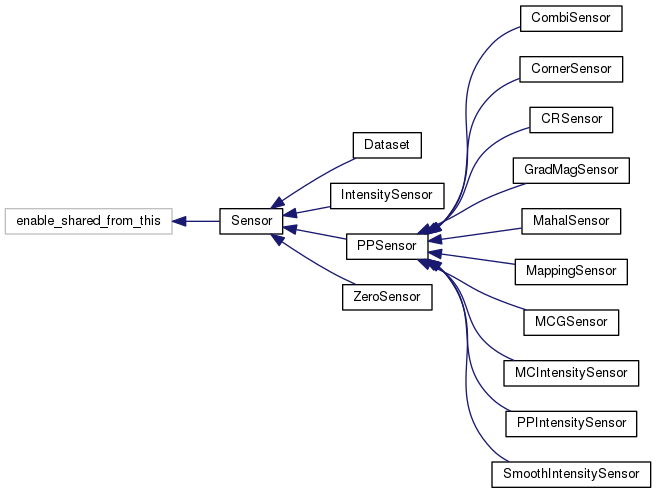 CombiSensor
CornerSensor
CRSensor
Dataset
GradMagSensor
IntensitySensor
enable_shared_from_this
Sensor
MahalSensor
PPSensor
MappingSensor
ZeroSensor
MCGSensor
MCIntensitySensor
PPIntensitySensor
SmoothIntensitySensor